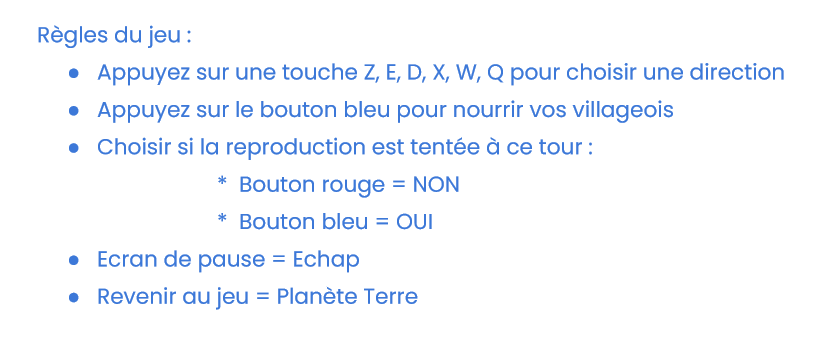 Règles du jeu :
● Appuyez sur une touche Z, E, D, X, W, Q pour choisir une direction
● Appuyez sur le bouton bleu pour nourrir vos villageois
● Choisir si la reproduction est tentée à ce tour :
* Bouton rouge = NON
* Bouton bleu = OUI
● Ecran de pause = Echap
● Revenir au jeu = Planète Terre